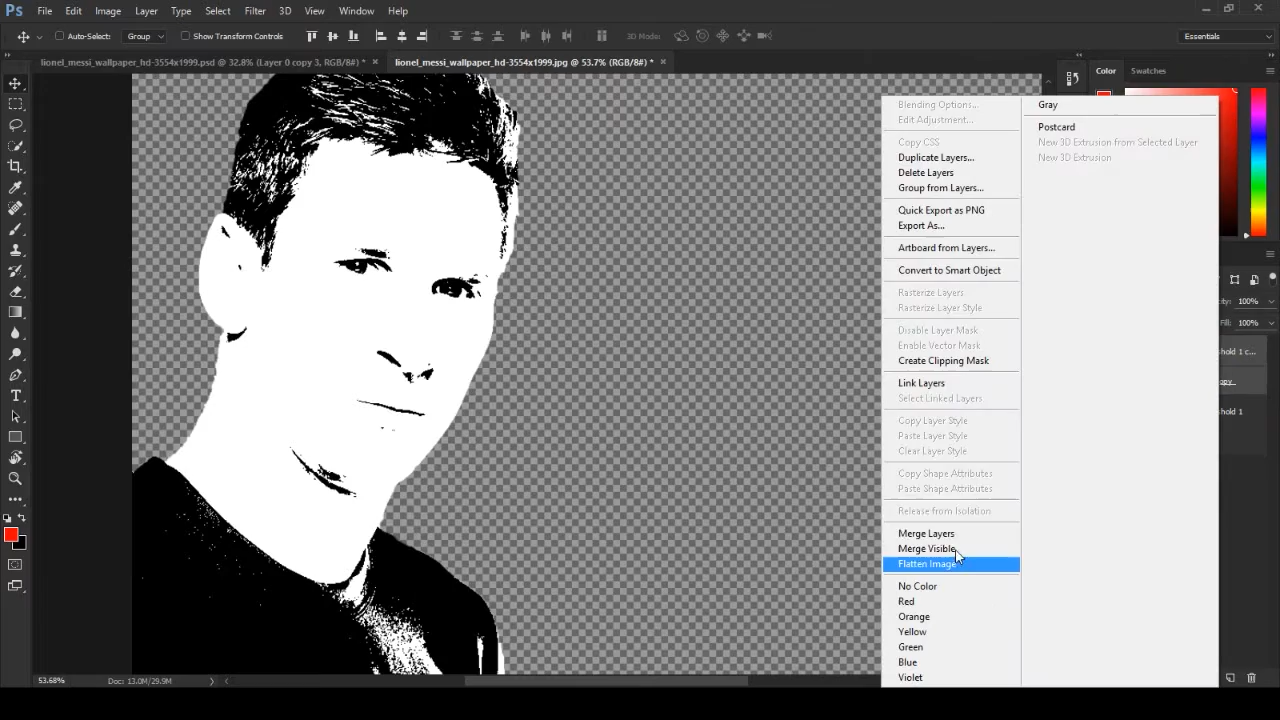 Ps File Edit Image Layer Type Select Filter 3D View Window Help
Auto-Select: Group Show Transform Controls 3D Mode: Essentials
lionel_messi_wallpaper_hd-3554x1999.psd @ 32.8% (Layer 0 copy 3, RGB/8#) * × lionel_messi_wallpaper_hd-3554x1999.jpg @ 53.7% (RGB/8#) * ×
Color Swatches
Blending Options...
Edit Adjustment...
Copy CSS
Duplicate Layers...
Delete Layers
Group from Layers...
Quick Export as PNG
Export As...
Artboard from Layers...
Convert to Smart Object
Rasterize Layers
Rasterize Layer Style
Disable Layer Mask
Enable Vector Mask
Create Clipping Mask
Link Layers
Select Linked Layers
Copy Layer Style
Paste Layer Style
Clear Layer Style
Copy Shape Attributes
Paste Shape Attributes
Release from Isolation
Merge Layers
Merge Visible
Flatten Image
No Color
Red
Orange
Yellow
Green
Blue
Violet
Gray
Postcard
New 3D Extrusion from Selected Layer
New 3D Extrusion
city: 100%
Fill: 100%
shold 1 c...
opy
shold 1
53.68% Doc: 13.0M/29.9M